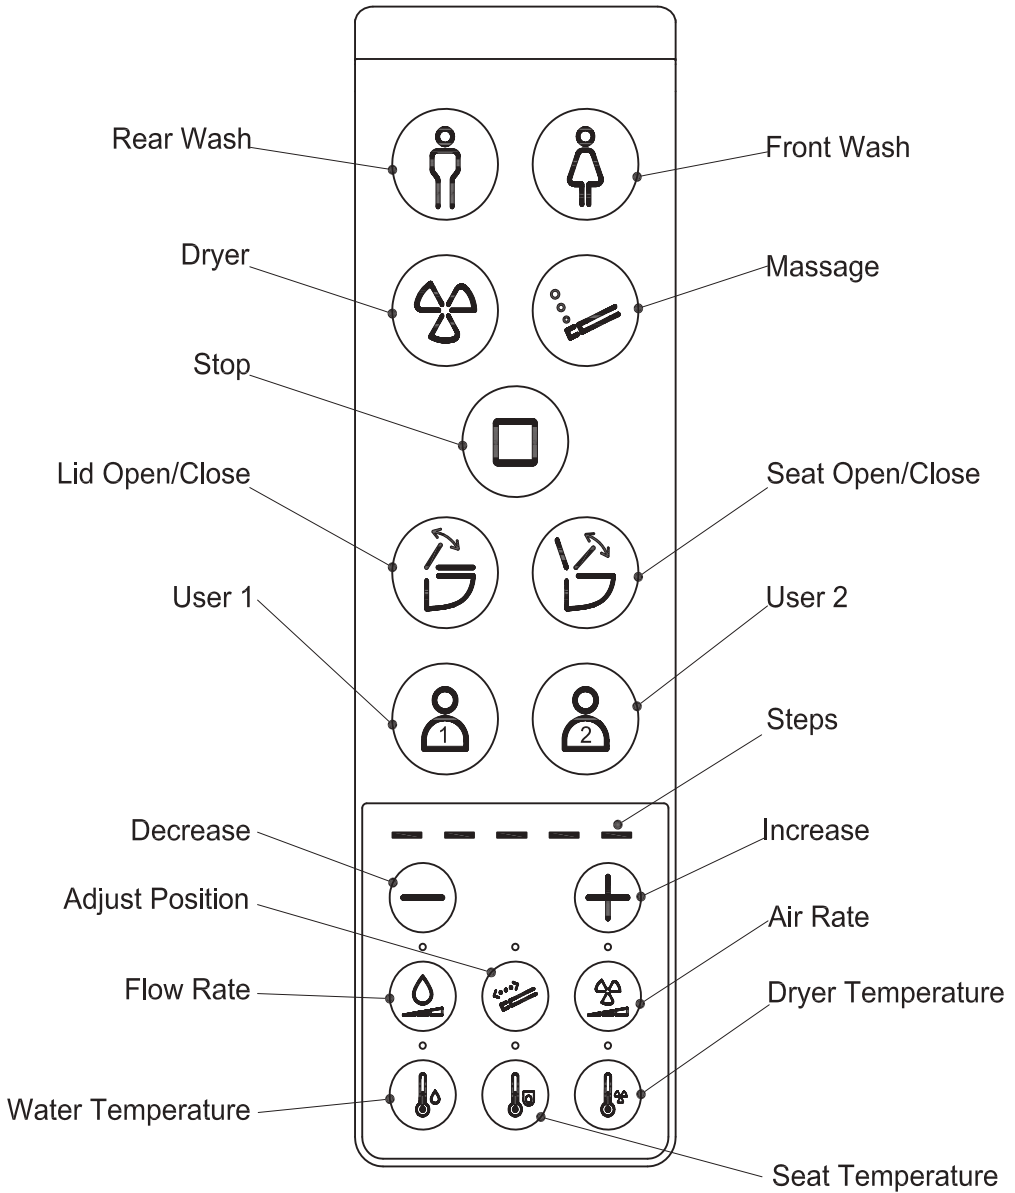 Rear Wash
Front Wash
Dryer
Massage
Stop
Lid Open/Close
Seat Open/Close
User 1
User 2
1
2
Steps
Decrease
Increase
Adjust Position
Air Rate
Flow Rate
Dryer Temperature
Water Temperature
Seat Temperature